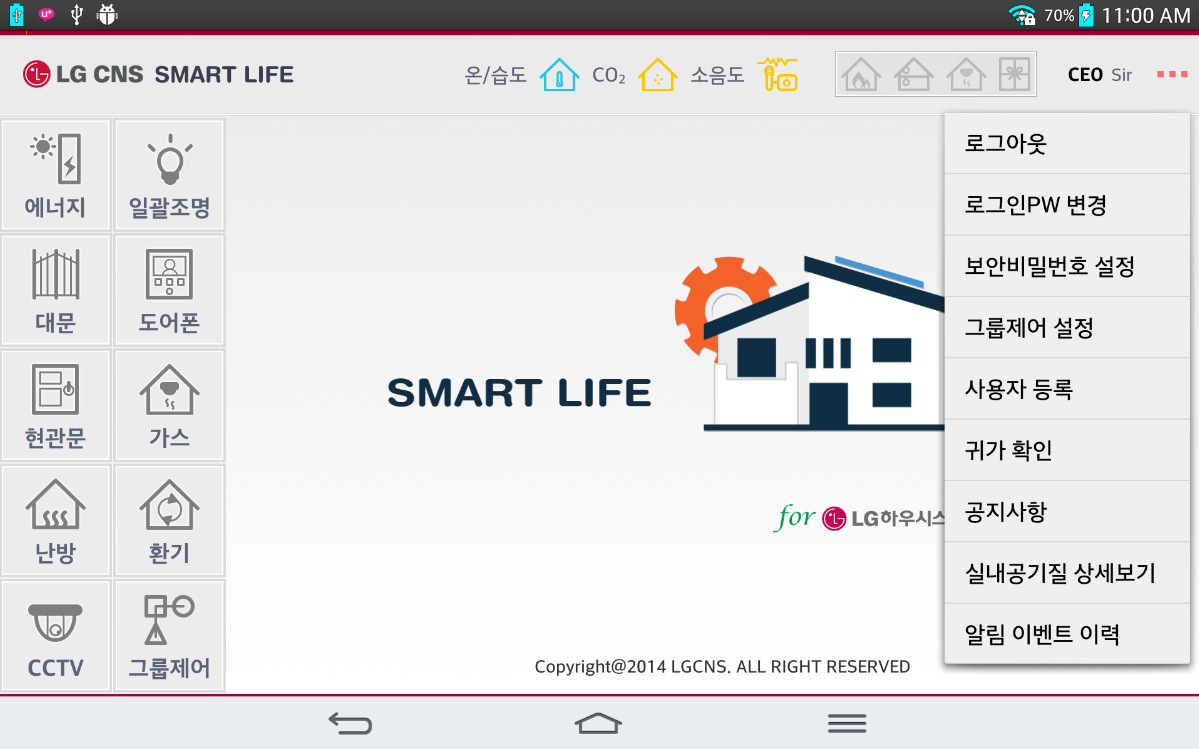 U+
70% 11:00 AM
LG CNS SMART LIFE
온/습도 CO₂ 소음도
CEO Sir
에너지 일괄조명
대문 도어폰
현관문 가스
난방 환기
CCTV 그룹제어
SMART LIFE
for LG하우시스
Copyright@2014 LGCNS. ALL RIGHT RESERVED
로그아웃
로그인PW 변경
보안비밀번호 설정
그룹제어 설정
사용자 등록
귀가 확인
공지사항
실내공기질 상세보기
알림 이벤트 이력